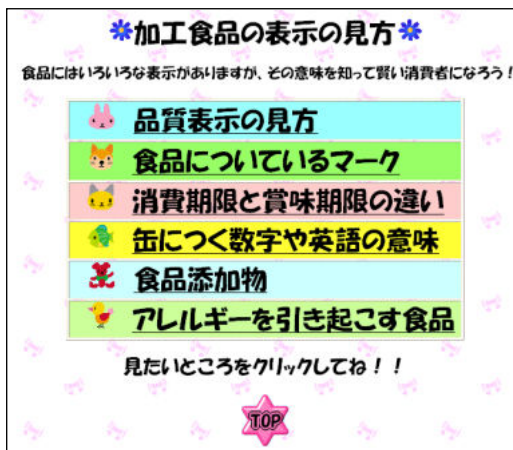 加工食品の表示の見方
食品にはいろいろな表示がありますが、その意味を知って賢い消費者になろう!
品質表示の見方
食品についているマーク
消費期限と賞味期限の違い
缶につく数字や英語の意味
食品添加物
アレルギーを引き起こす食品
見たいところをクリックしてね!!
TOP